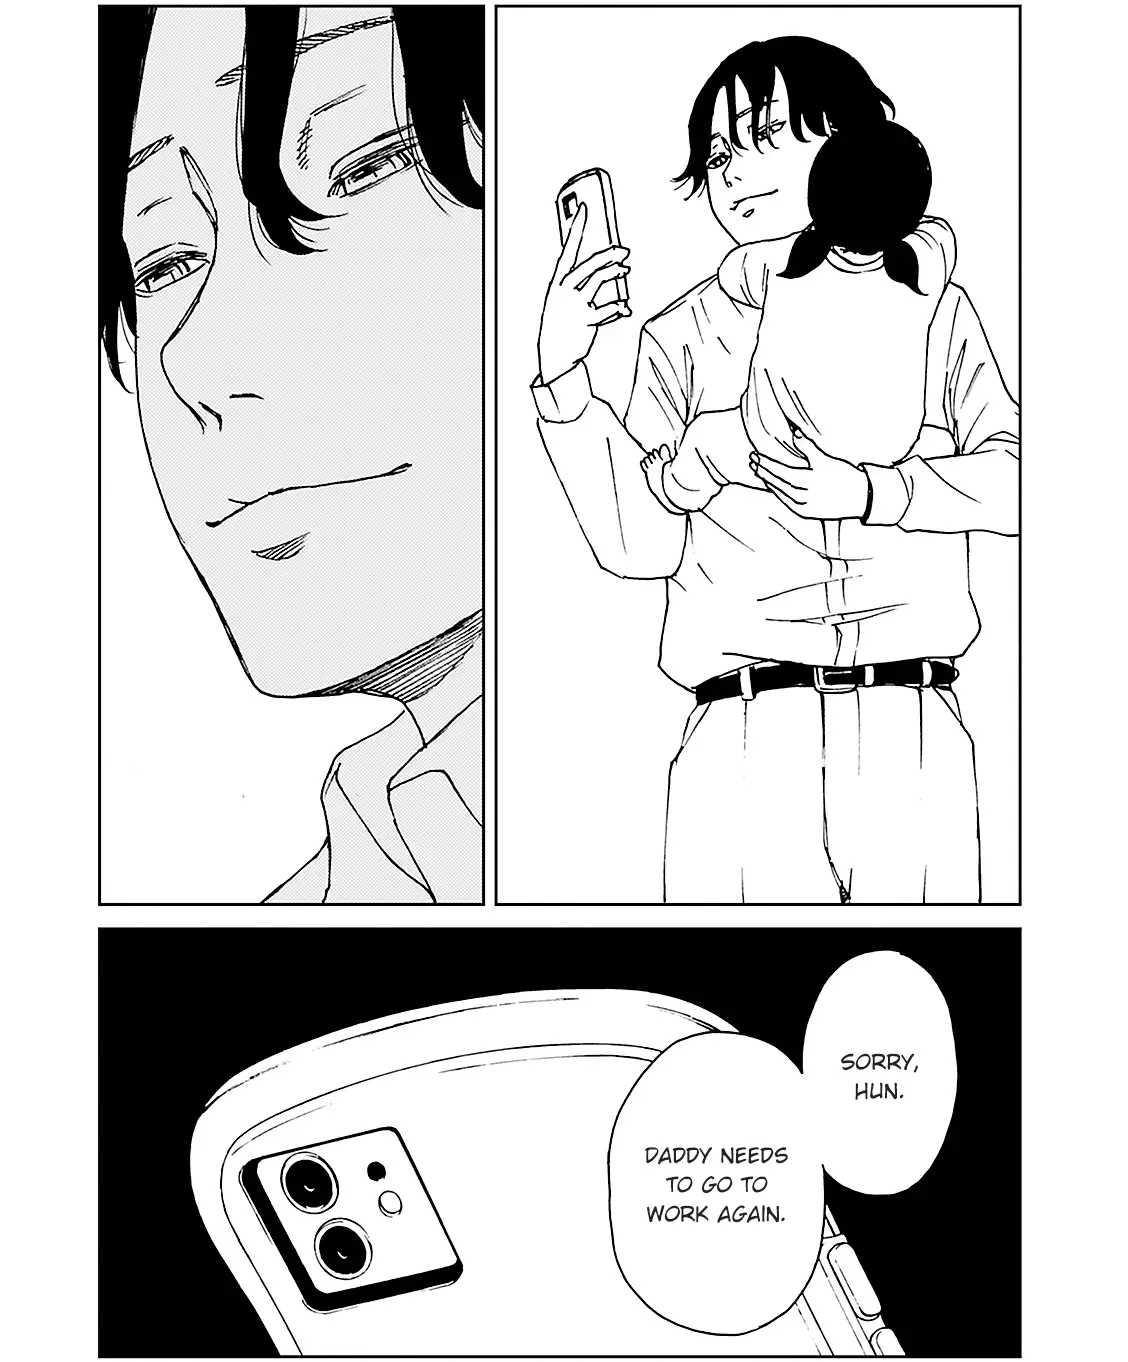 SORRY,
HUN.
DADDY NEEDS
TO GO TO
WORK AGAIN.